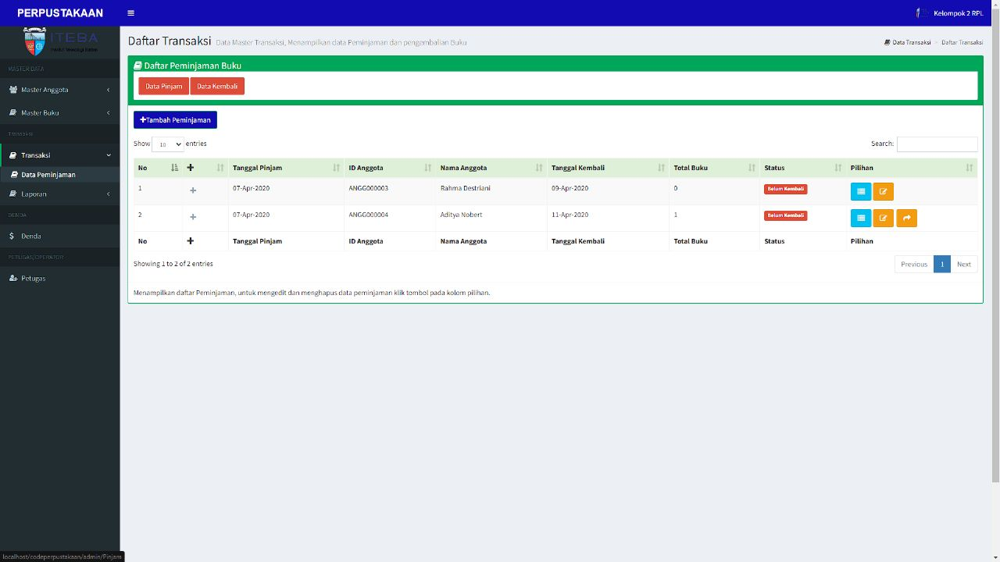 PERPUSTAKAAN
Kelompok 2 RPL
ITEBA
Institut Teknologi Batam
MASTER DATA
Master Anggota
Master Buku
Transaksi
Transaksi
Data Peminjaman
Laporan
DENDA
$ Denda
PETUGAS/OPERATOR
Petugas
Daftar Transaksi Data Master Transaksi, Menampilkan data Peminjaman dan pengembalian Buku
Data Transaksi > Daftar Transaksi
Daftar Peminjaman Buku
Data Pinjam Data Kembali
+Tambah Peminjaman
Show 10 entries Search:
No + Tanggal Pinjam ID Anggota Nama Anggota Tanggal Kembali Total Buku Status Pilihan
1 + 07-Apr-2020 ANGG000003 Rahma Destriani 09-Apr-2020 0 Belum Kembali
2 + 07-Apr-2020 ANGG000004 Aditya Nobert 11-Apr-2020 1 Belum Kembali
No + Tanggal Pinjam ID Anggota Nama Anggota Tanggal Kembali Total Buku Status Pilihan
Showing 1 to 2 of 2 entries Previous 1 Next
Menampilkan daftar Peminjaman, untuk mengedit dan menghapus data peminjaman klik tombol pada kolom pilihan.
localhost/codeperpustakaan/admin/Pinjam